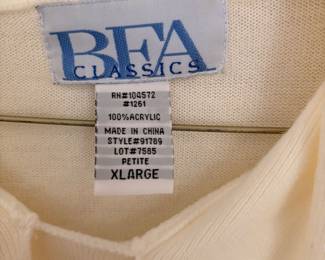 BFA
CLASSICS
RN#104572
#1261
100%ACRYLIC
MADE IN CHINA
STYLE#91789
LOT#7585
PETITE
XLARGE